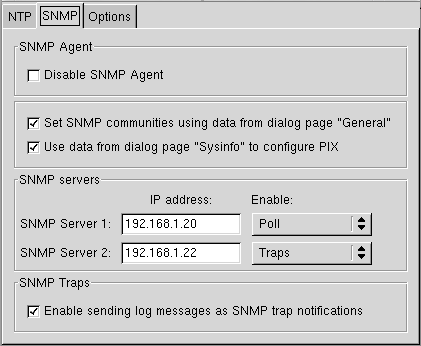 NTP SNMP Options
SNMP Agent
Disable SNMP Agent
Set SNMP communities using data from dialog page "General"
Use data from dialog page "Sysinfo" to configure PIX
SNMP servers
IP address: Enable:
SNMP Server 1: 192.168.1.20 Poll
SNMP Server 2: 192.168.1.22 Traps
SNMP Traps
Enable sending log messages as SNMP trap notifications